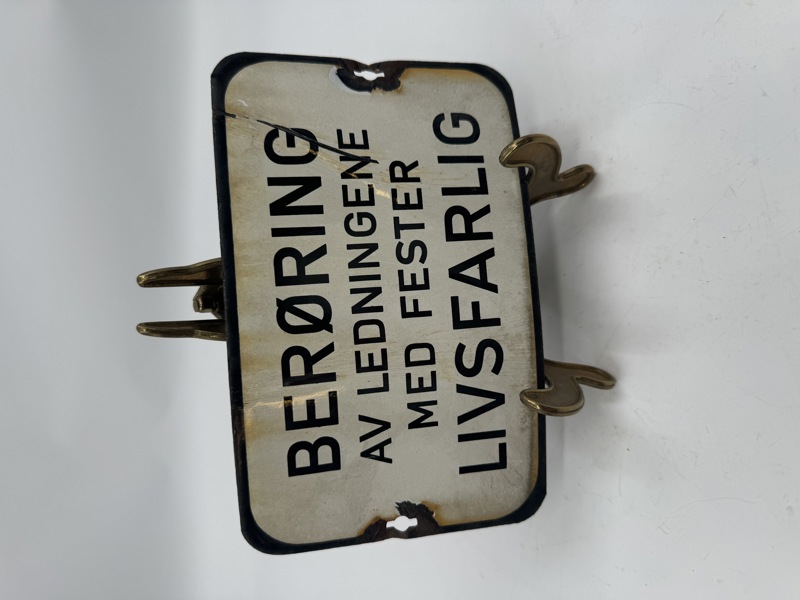 BERØRING
AV LEDNINGENE
MED FESTER
LIVSFARLIG